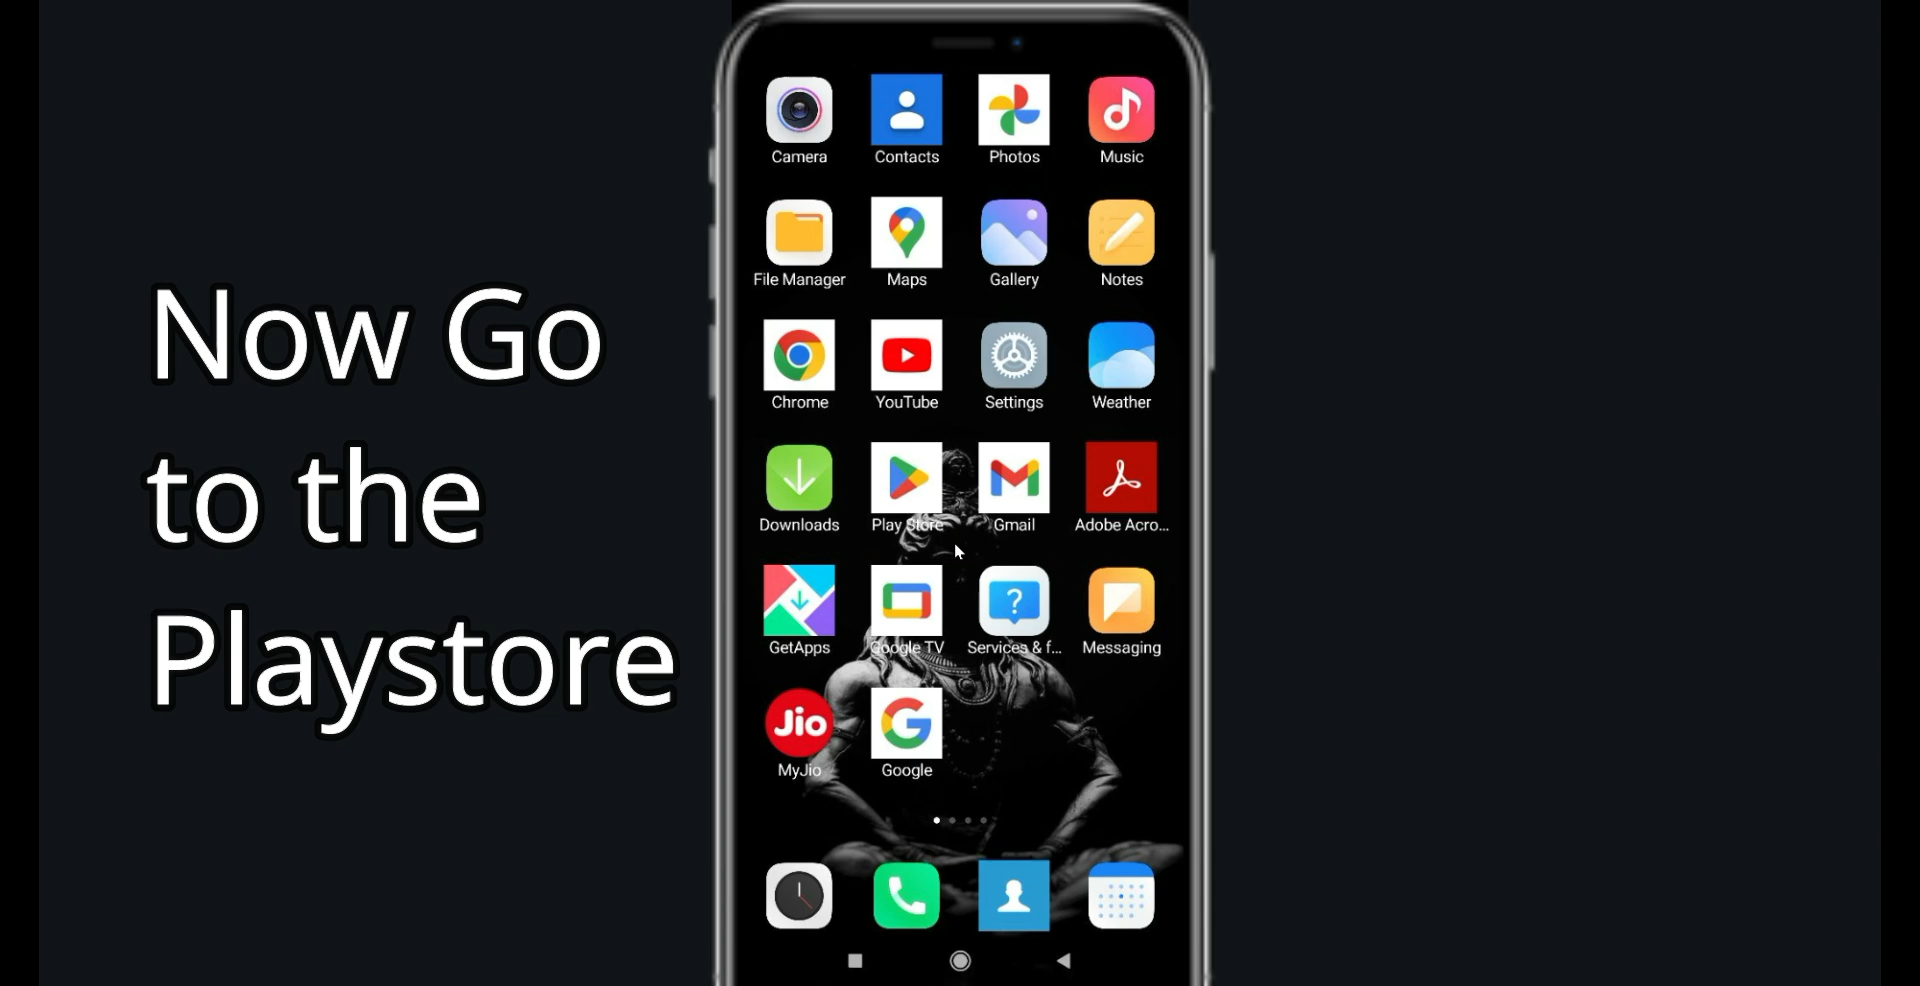 Now Go
to the
Playstore
Camera
Contacts
Photos
Music
File Manager
Maps
Gallery
Notes
Chrome
YouTube
Settings
Weather
Downloads
Play Store
Gmail
Adobe Acro...
GetApps
Google TV
Services & f...
Messaging
Jio
MyJio
Google